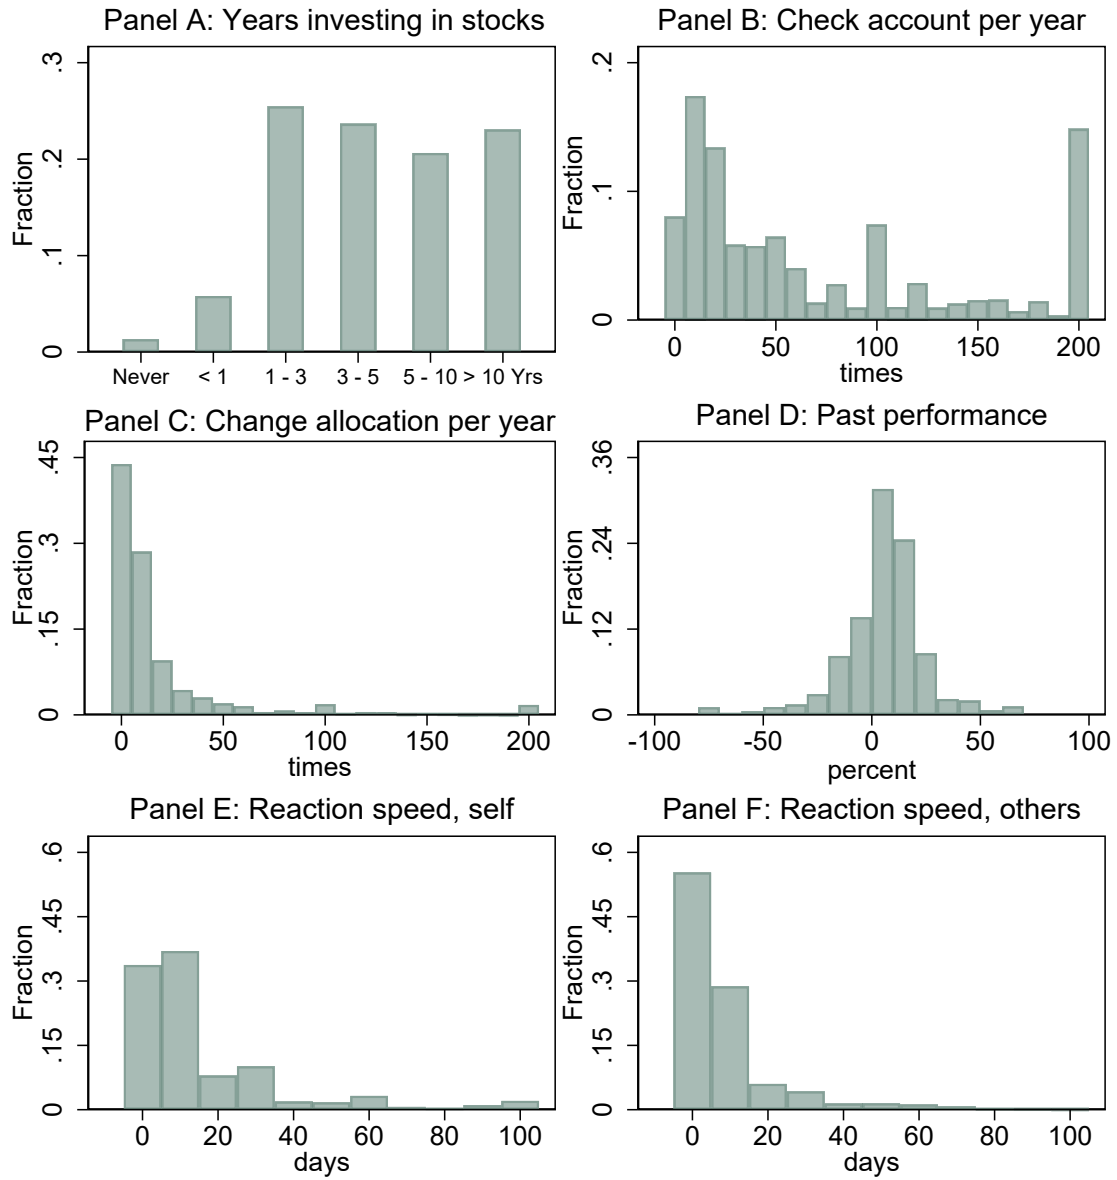 Panel A: Years investing in stocks
Fraction
.3
.2
.1
0
Never < 1 1 - 3 3 - 5 5 - 10 > 10 Yrs
Panel B: Check account per year
Fraction
.2
.1
0
0 50 100 150 200
times
Panel C: Change allocation per year
Fraction
.45
.3
.15
0
0 50 100 150 200
times
Panel D: Past performance
Fraction
.36
.24
.12
0
-100 -50 0 50 100
percent
Panel E: Reaction speed, self
Fraction
.6
.45
.3
.15
0
0 20 40 60 80 100
days
Panel F: Reaction speed, others
Fraction
.6
.45
.3
.15
0
0 20 40 60 80 100
days